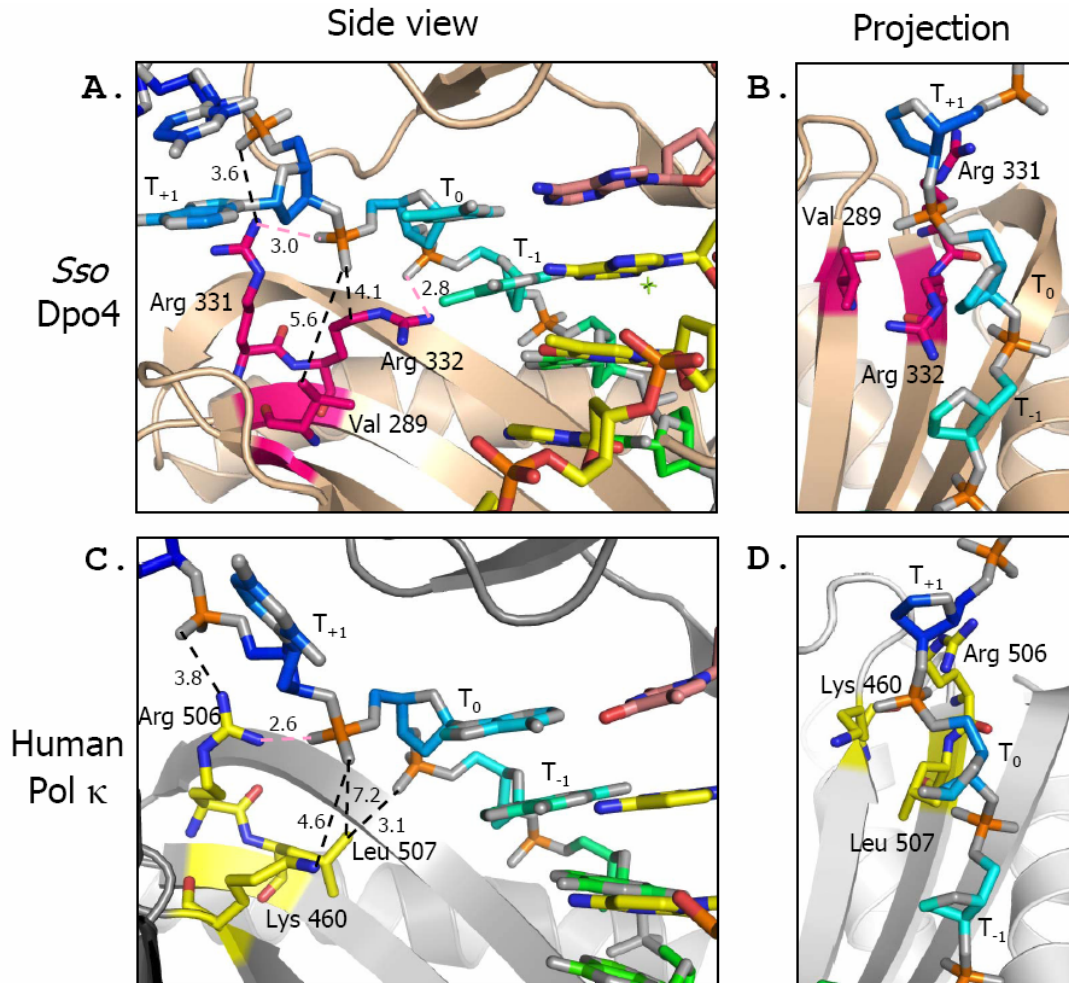 Side view
Projection
A.
B.
Sso
Dpo4
3.6
T+1
3.0
T0
T-1
2.8
4.1
5.6
Arg 331
Arg 332
Val 289
T+1
Arg 331
Val 289
T0
Arg 332
T-1
C.
D.
Human
Pol κ
T+1
3.8
Arg 506
2.6
T0
T-1
7.2
4.6
3.1
Leu 507
Lys 460
T+1
Arg 506
Lys 460
T0
Leu 507
T-1